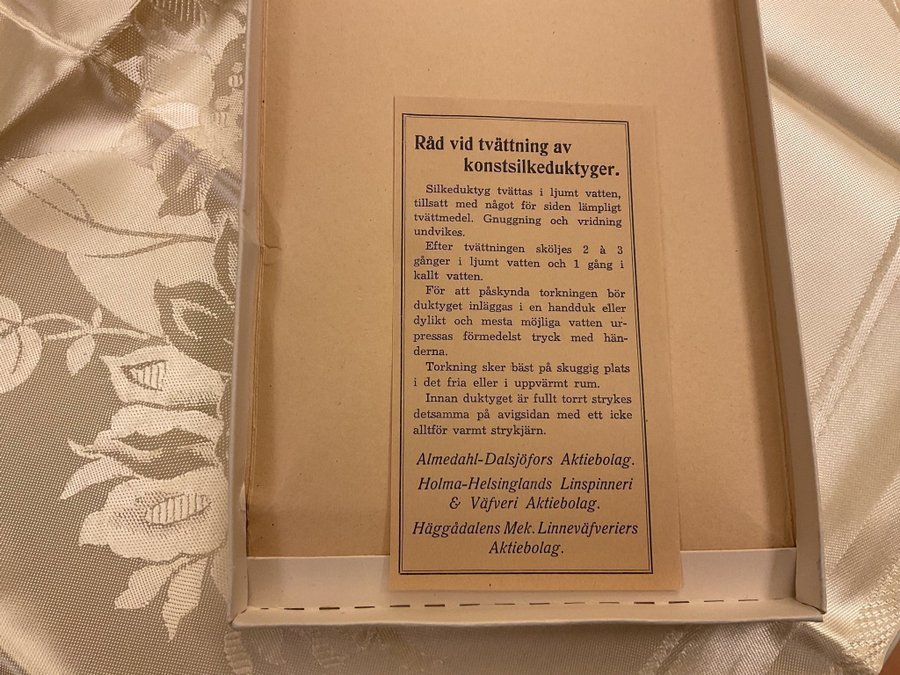 Råd vid tvättning av
konstsilkeduktyger.
Silkeduktyg tvättas i ljumt vatten,
tillsatt med något för siden lämpligt
tvättmedel. Gnuggning och vridning
undvikes.
Efter tvättningen sköljes 2 à 3
gånger i ljumt vatten och 1 gång i
kallt vatten.
För att påskynda torkningen bör
duktyget inläggas i en handduk eller
dylikt och mesta möjliga vatten ur-
pressas förmedelst tryck med hän-
derna.
Torkning sker bäst på skuggig plats
i det fria eller i uppvärmt rum.
Innan duktyget är fullt torrt strykes
detsamma på avigsidan med ett icke
alltför varmt strykjärn.
Almedahl-Dalsjöfors Aktiebolag.
Holma-Helsinglands Linspinneri
& Väfveri Aktiebolag.
Häggådalens Mek. Linneväfveriers
Aktiebolag.